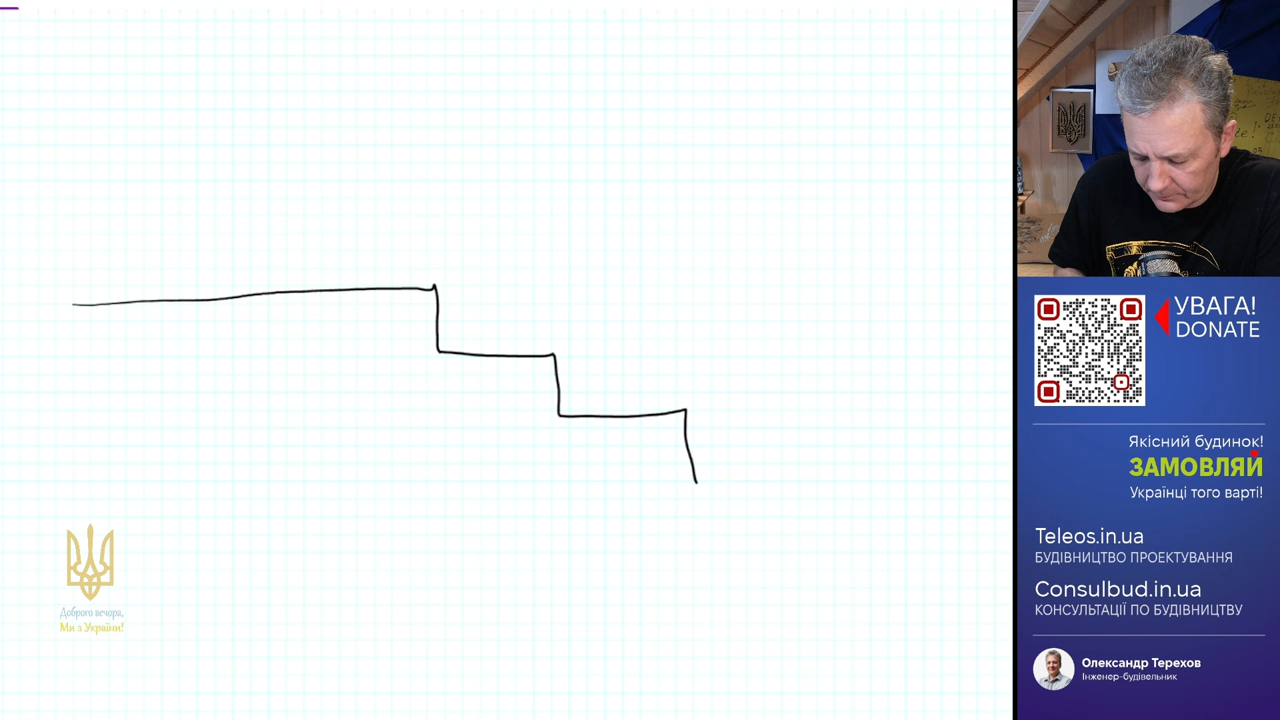 Доброго вечора,
Ми з України!
УВАГА!
DONATE
Якісний будинок!
ЗАМОВЛЯЙ
Українці того варті!
Teleos.in.ua
БУДІВНИЦТВО ПРОЕКТУВАННЯ
Consulbud.in.ua
КОНСУЛЬТАЦІЇ ПО БУДІВНИЦТВУ
Олександр Терехов
Інженер-будівельник